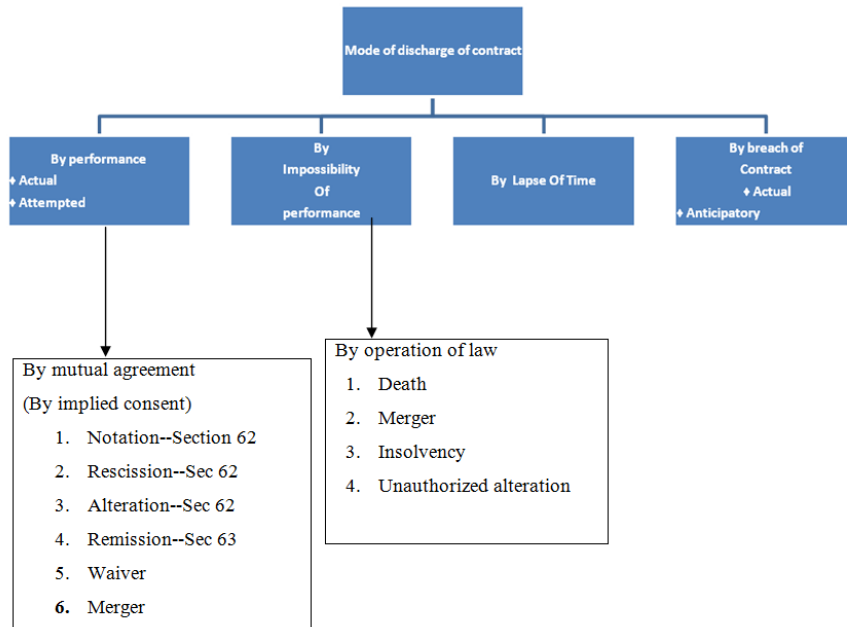 Mode of discharge of contract
By performance
♦ Actual
♦ Attempted
By
Impossibility
Of
performance
By Lapse Of Time
By breach of
Contract
♦ Actual
♦ Anticipatory
By mutual agreement
(By implied consent)
1. Notation--Section 62
2. Rescission--Sec 62
3. Alteration--Sec 62
4. Remission--Sec 63
5. Waiver
6. Merger
By operation of law
1. Death
2. Merger
3. Insolvency
4. Unauthorized alteration